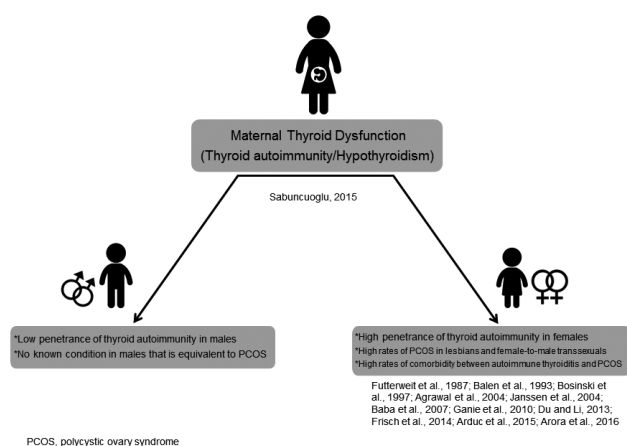 Maternal Thyroid Dysfunction
(Thyroid autoimmunity/Hypothyroidism)
Sabuncuoglu, 2015
*Low penetrance of thyroid autoimmunity in males
*No known condition in males that is equivalent to PCOS
*High penetrance of thyroid autoimmunity in females
*High rates of PCOS in lesbians and female-to-male transsexuals
*High rates of comorbidity between autoimmune thyroiditis and PCOS
Futterweit et al., 1987; Balen et al., 1993; Bosinski et
al., 1997; Agrawal et al., 2004; Janssen et al., 2004;
Baba et al., 2007; Ganie et al., 2010; Du and Li, 2013;
Frisch et al., 2014; Arduc et al., 2015; Arora et al., 2016
PCOS, polycystic ovary syndrome